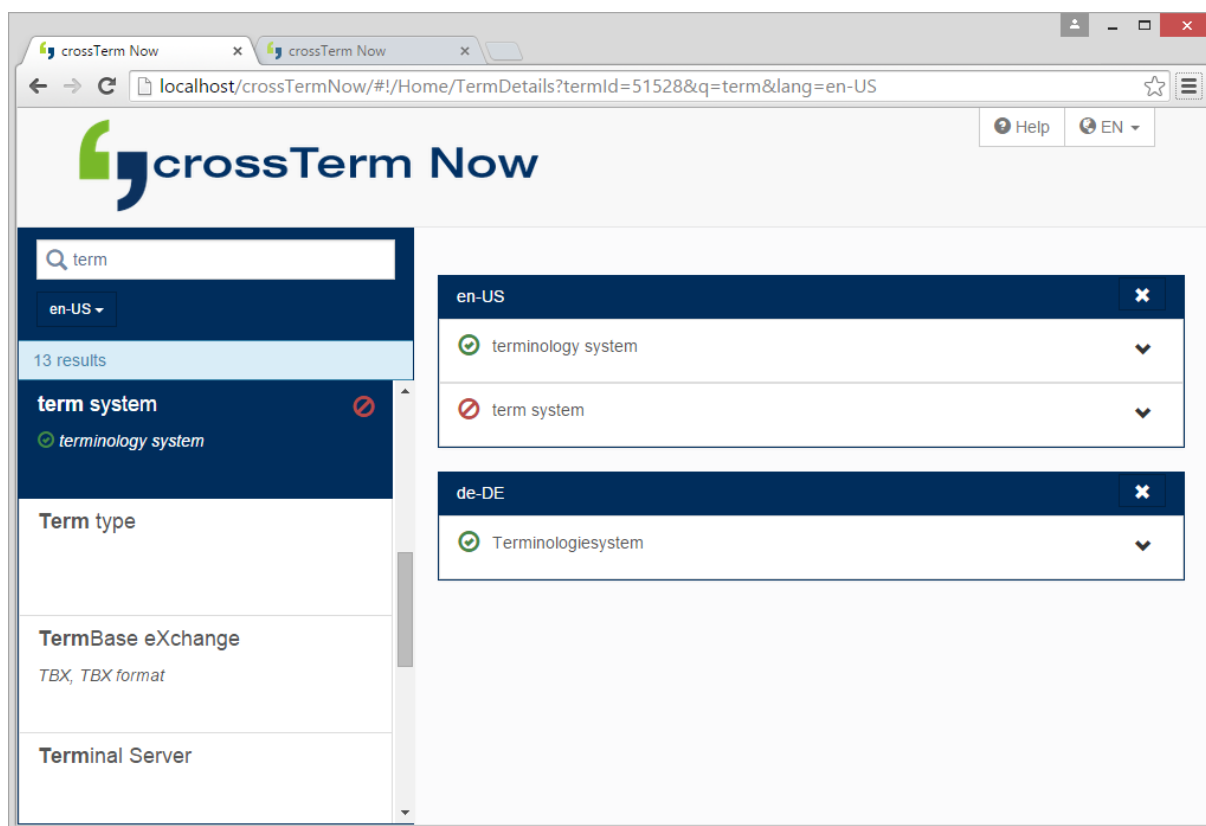 crossTerm Now
crossTerm Now
localhost/crossTermNow/#!/Home/TermDetails?termId=51528&q=term&lang=en-US
Help
EN
crossTerm Now
term
en-US
13 results
term system
terminology system
Term type
TermBase eXchange
TBX, TBX format
Terminal Server
en-US
terminology system
term system
de-DE
Terminologiesystem